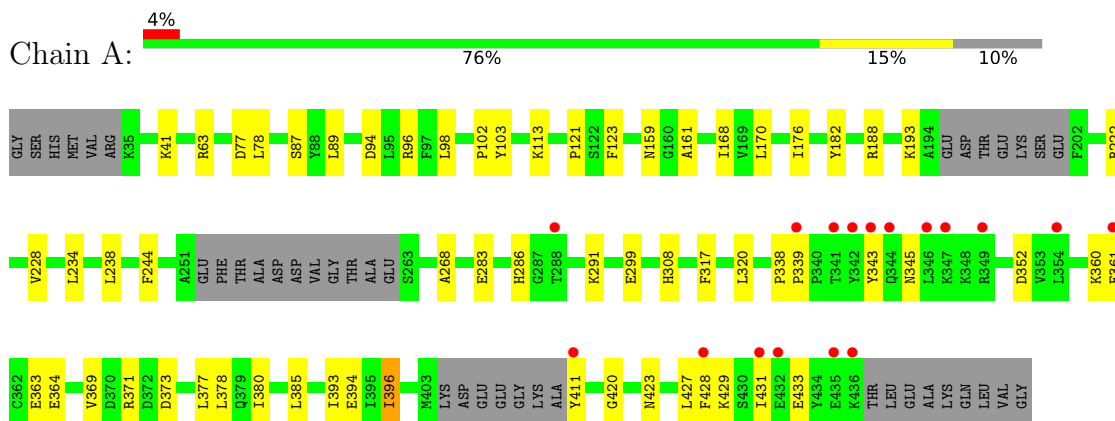 4%
Chain A:
76% 15% 10%
GLY SER HIS MET VAL ARG K35 K41 R63 D77 L78 S87 Y88 L89 D94 L95 R96 F97 L98 P102 Y103 K113 P121 S122 F123 N159 G160 A161 I168 V169 L170 I176 Y182 R188 K193 A194 GLU ASP THR GLU LYS SER GLU F202
V228 L234 L238 F244 A251 GLU PHE THR ALA ASP ASP VAL GLY THR ALA GLU S263 A268 E283 H286 G287 T288 K291 E299 H308 F317 L320 P338 P339 P340 T341 Y342 Y343 Q344 N345 L346 K347 K348 R349 D352 V353 L354 K360
C362 E363 E364 V369 D370 R371 D372 D373 L377 L378 Q379 I380 L385 I393 E394 I395 I396 M403 LYS ASP GLU GLU GLY LYS ALA Y411 G420 N423 L427 F428 K429 S430 I431 E432 E433 Y434 E435 K436 THR LEU GLU ALA LYS GLN LEU VAL GLY